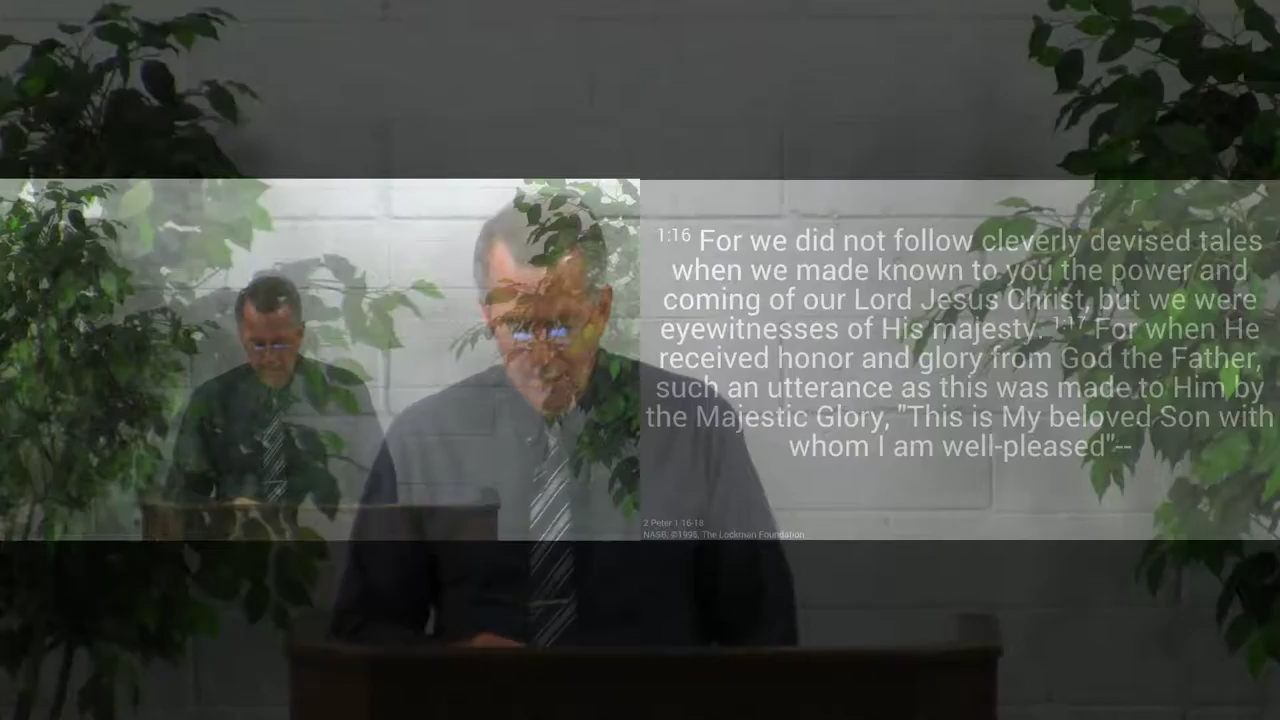 1:16 For we did not follow cleverly devised tales
when we made known to you the power and
coming of our Lord Jesus Christ, but we were
eyewitnesses of His majesty. 1:17 For when He
received honor and glory from God the Father,
such an utterance as this was made to Him by
the Majestic Glory, "This is My beloved Son with
whom I am well-pleased"--
2 Peter 1:16-18
NASB, ©1995, The Lockman Foundation